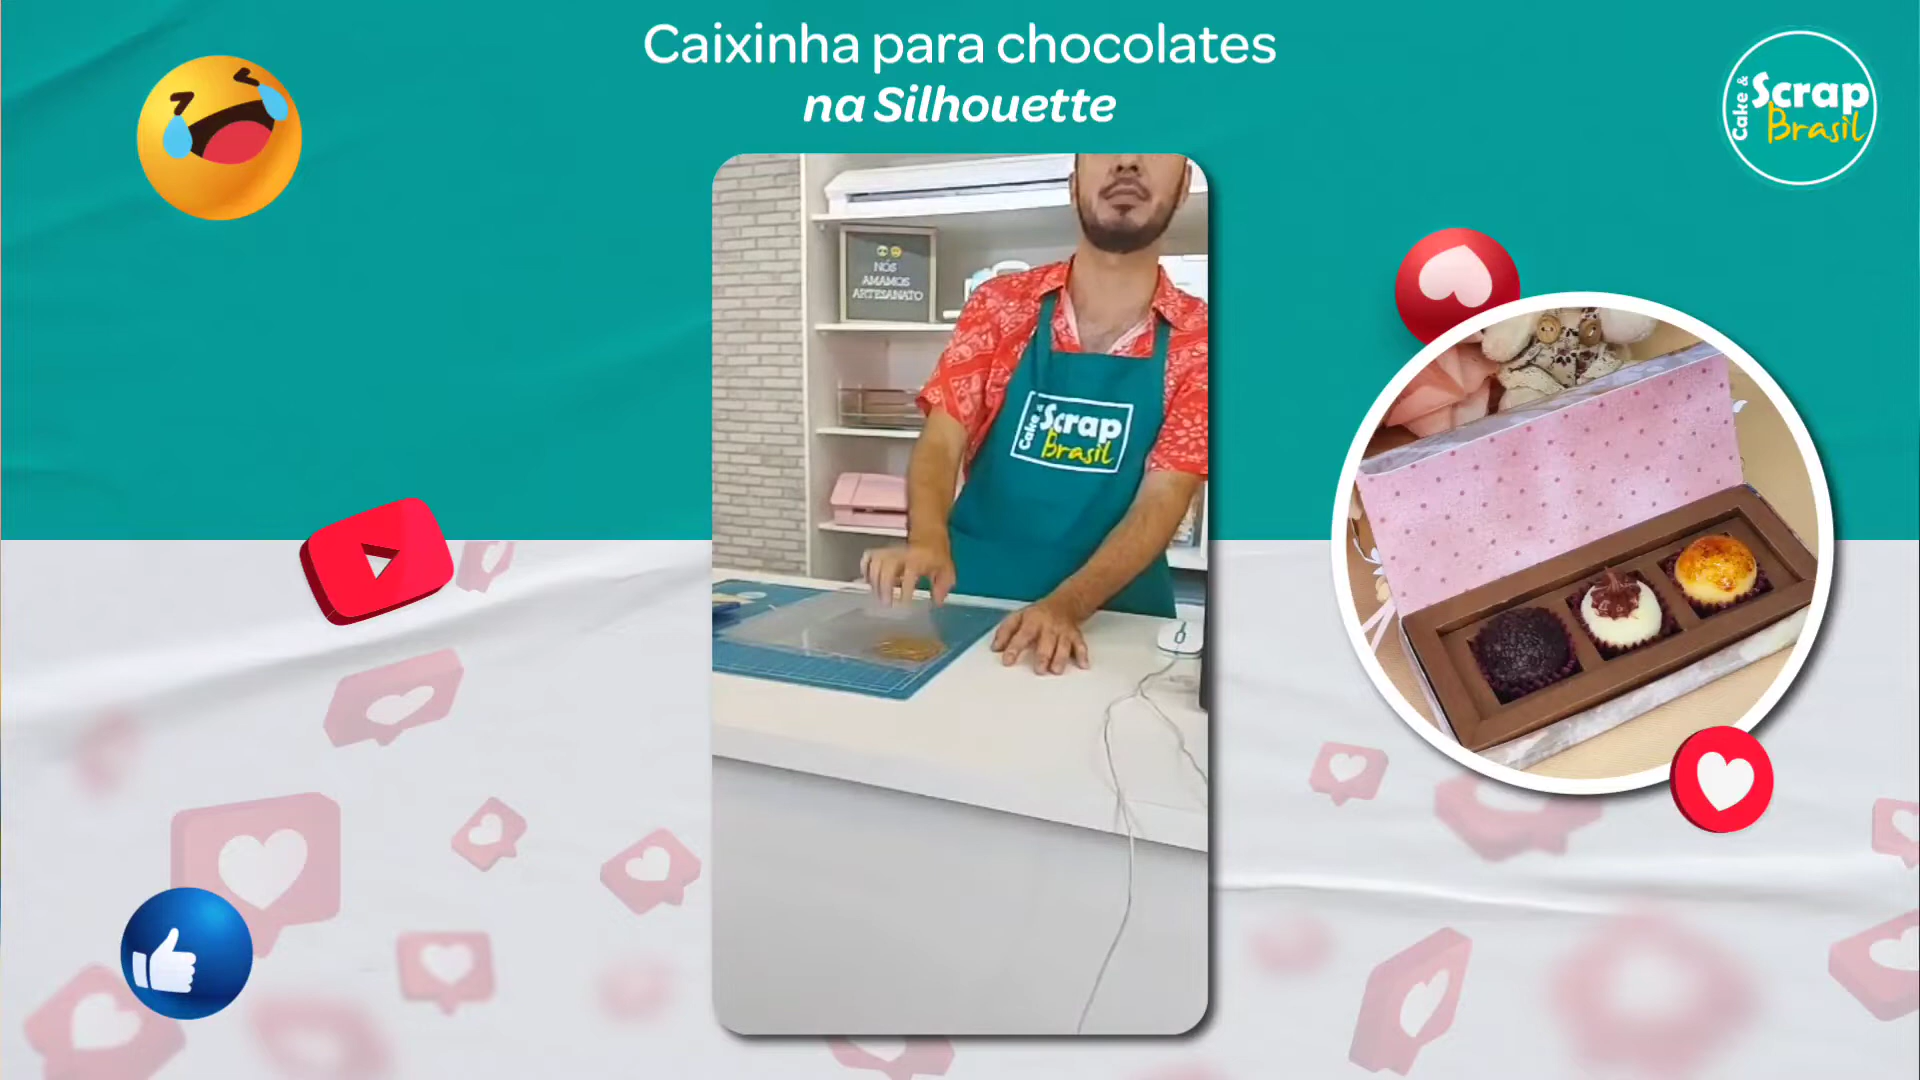 Caixinha para chocolates
na Silhouette
Cake &
Scrap
Brasil
NÓS
AMAMOS
ARTESANATO
Cake &
Scrap
Brasil